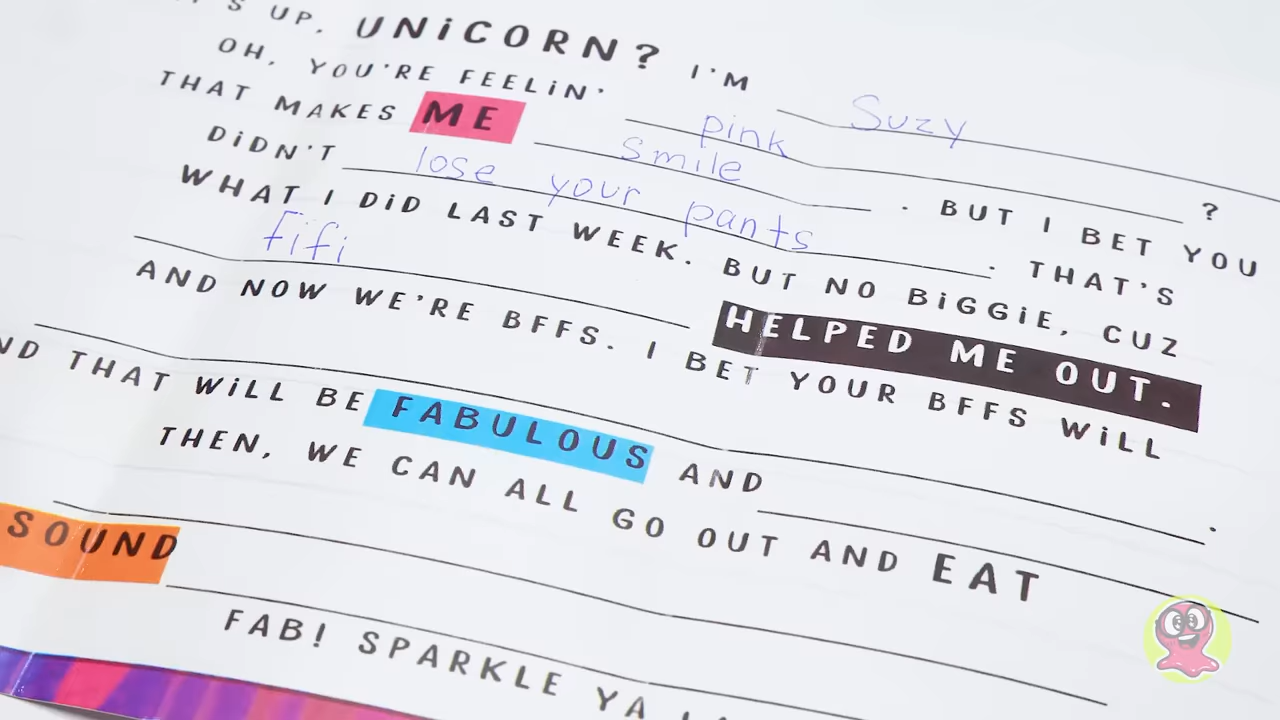 'S UP, UNiCORN? I'M Suzy
OH, YOU'RE FEELiN' pink ?
THAT MAKES ME smile . BUT I BET YOU
DiDN'T lose your pants . THAT'S
WHAT I DiD LAST WEEK. BUT NO BiGGiE, CUZ
fifi HELPED ME OUT.
AND NOW WE'RE BFFS. I BET YOUR BFFS WiLL
.
AND THAT WiLL BE FABULOUS AND
THEN, WE CAN ALL GO OUT AND EAT
SOUND
FAB! SPARKLE YA